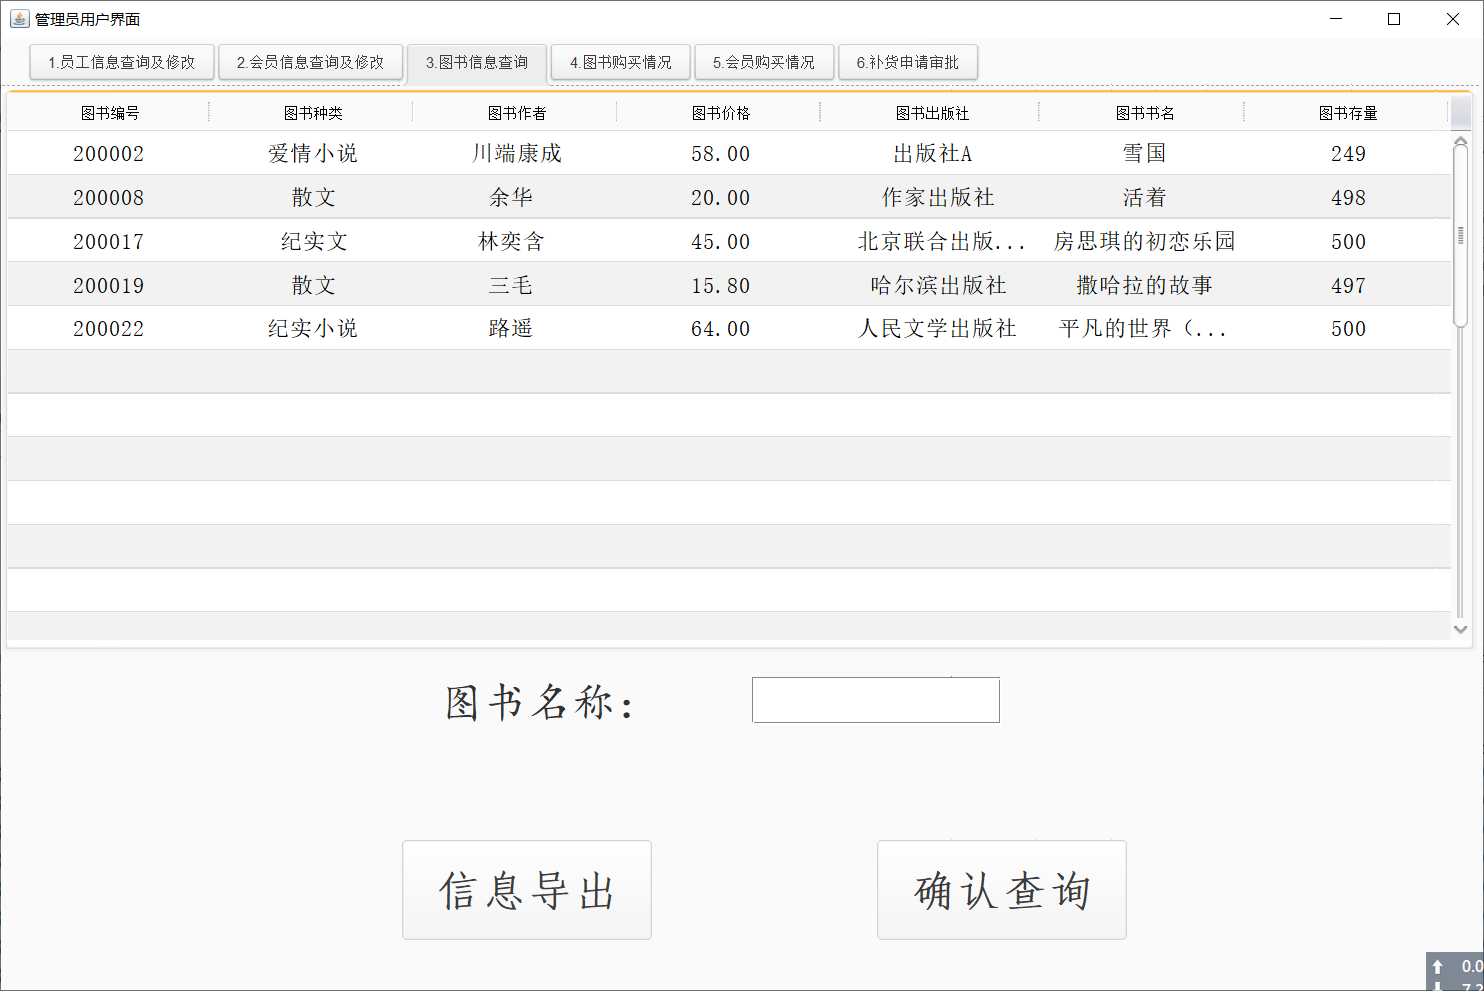 管理员用户界面
1.员工信息查询及修改 2.会员信息查询及修改 3.图书信息查询 4.图书购买情况 5.会员购买情况 6.补货申请审批
图书编号 图书种类 图书作者 图书价格 图书出版社 图书书名 图书存量
200002 爱情小说 川端康成 58.00 出版社A 雪国 249
200008 散文 余华 20.00 作家出版社 活着 498
200017 纪实文 林奕含 45.00 北京联合出版... 房思琪的初恋乐园 500
200019 散文 三毛 15.80 哈尔滨出版社 撒哈拉的故事 497
200022 纪实小说 路遥 64.00 人民文学出版社 平凡的世界（... 500
图书名称：
信息导出 确认查询
0.0